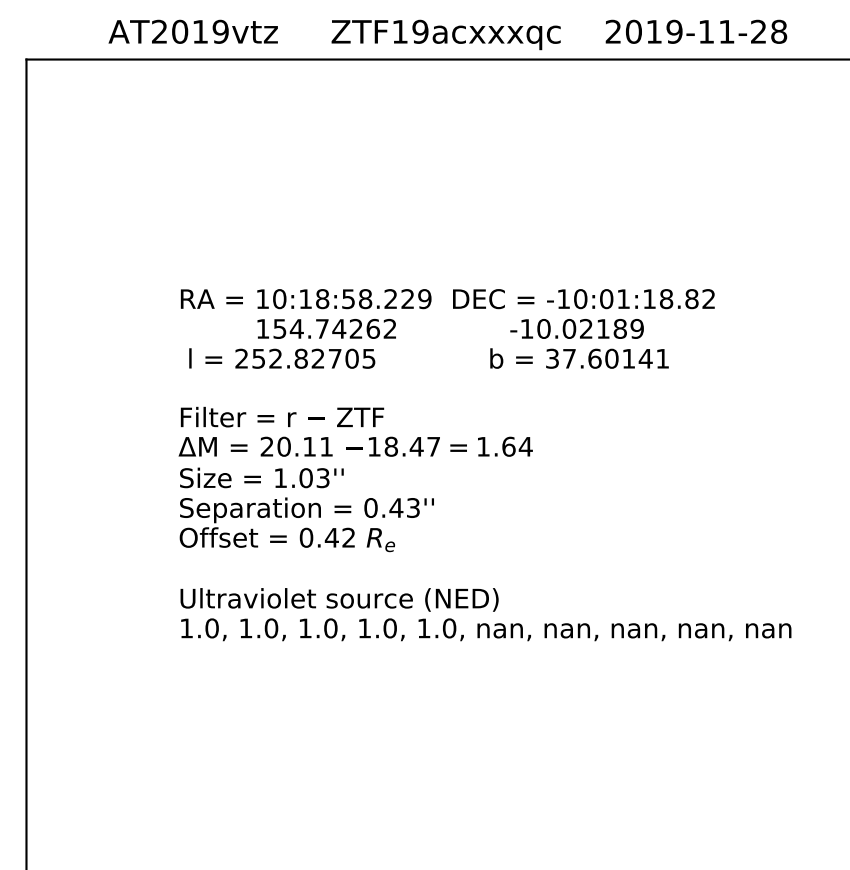 AT2019vtz ZTF19acxxxqc 2019-11-28
RA = 10:18:58.229 DEC = -10:01:18.82
154.74262 -10.02189
l = 252.82705 b = 37.60141
Filter = r − ZTF
ΔM = 20.11 −18.47 = 1.64
Size = 1.03''
Separation = 0.43''
Offset = 0.42 Rₑ
Ultraviolet source (NED)
1.0, 1.0, 1.0, 1.0, 1.0, nan, nan, nan, nan, nan